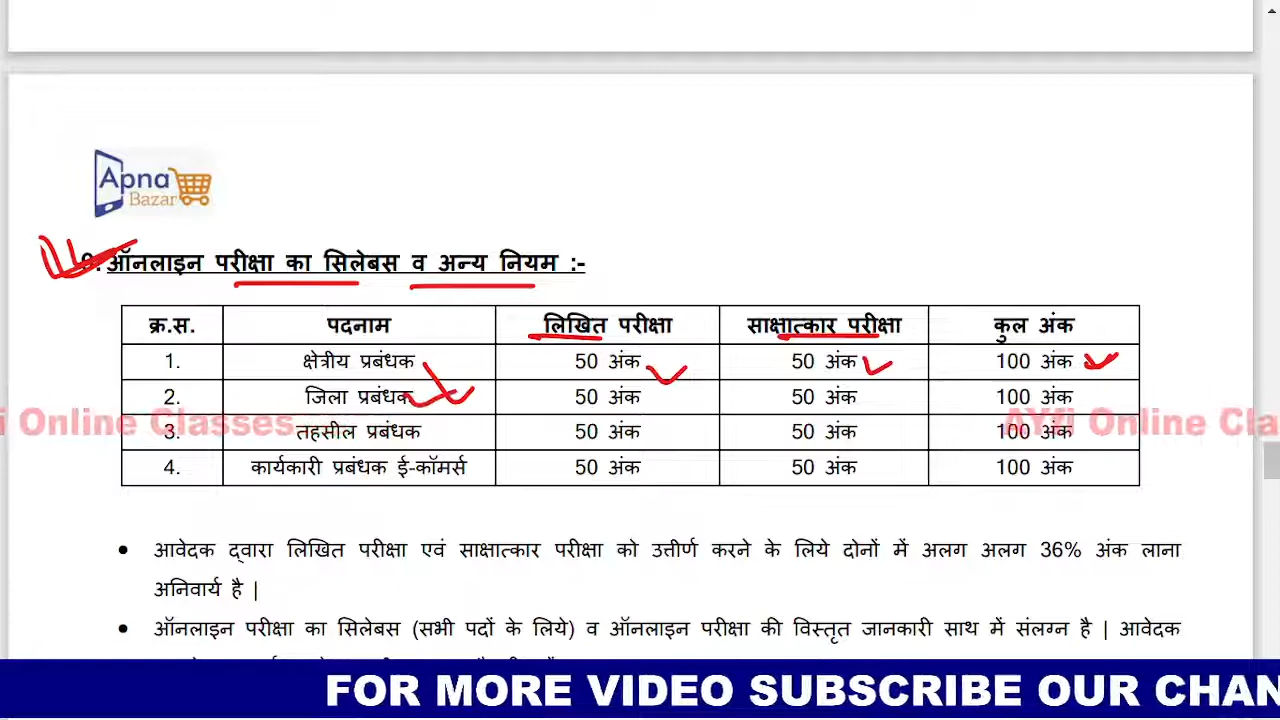 Apna
Bazar
9. ऑनलाइन परीक्षा का सिलेबस व अन्य नियम :-
क्र.स. पदनाम लिखित परीक्षा साक्षात्कार परीक्षा कुल अंक
1. क्षेत्रीय प्रबंधक 50 अंक 50 अंक 100 अंक
2. जिला प्रबंधक 50 अंक 50 अंक 100 अंक
3. तहसील प्रबंधक 50 अंक 50 अंक 100 अंक
4. कार्यकारी प्रबंधक ई-कॉमर्स 50 अंक 50 अंक 100 अंक
Online Classes AYfi Online Cla
• आवेदक द्वारा लिखित परीक्षा एवं साक्षात्कार परीक्षा को उत्तीर्ण करने के लिये दोनों में अलग अलग 36% अंक लाना
अनिवार्य है |
• ऑनलाइन परीक्षा का सिलेबस (सभी पदों के लिये) व ऑनलाइन परीक्षा की विस्तृत जानकारी साथ में संलग्न है | आवेदक
FOR MORE VIDEO SUBSCRIBE OUR CHAN